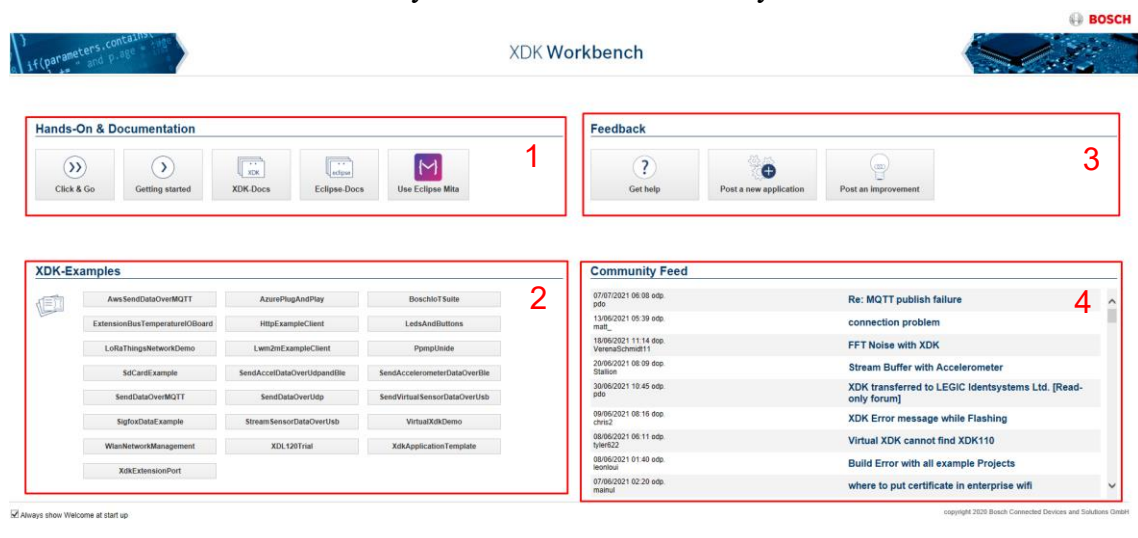 BOSCH
}
if(parameters.contains
and p.age
XDK Workbench
Hands-On & Documentation
1
Click & Go
Getting started
XDK
XDK-Docs
eclipse
Eclipse-Docs
Use Eclipse Mita
Feedback
3
?
Get help
Post a new application
Post an improvement
XDK-Examples
2
AwsSendDataOverMQTT
AzurePlugAndPlay
BoschIoTSuite
ExtensionBusTemperatureIOBoard
HttpExampleClient
LedsAndButtons
LoRaThingsNetworkDemo
Lwm2mExampleClient
PpmpUnide
SdCardExample
SendAccelDataOverUdpandBle
SendAccelerometerDataOverBle
SendDataOverMQTT
SendDataOverUdp
SendVirtualSensorDataOverUsb
SigfoxDataExample
StreamSensorDataOverUsb
VirtualXdkDemo
WlanNetworkManagement
XDL120Trial
XdkApplicationTemplate
XdkExtensionPort
Community Feed
4
07/07/2021 06:08 odp.
pdo
Re: MQTT publish failure
13/06/2021 05:39 odp.
matt_
connection problem
18/06/2021 11:14 dop.
VerenaSchmidt11
FFT Noise with XDK
20/06/2021 08:09 dop.
Stallion
Stream Buffer with Accelerometer
30/06/2021 10:45 odp.
pdo
XDK transferred to LEGIC Identsystems Ltd. [Read-
only forum]
09/06/2021 08:16 dop.
chris2
XDK Error message while Flashing
08/06/2021 06:11 odp.
tyler622
Virtual XDK cannot find XDK110
08/06/2021 01:40 odp.
leonloui
Build Error with all example Projects
07/06/2021 02:20 odp.
mainul
where to put certificate in enterprise wifi
Always show Welcome at start up
copyright 2020 Bosch Connected Devices and Solutions GmbH